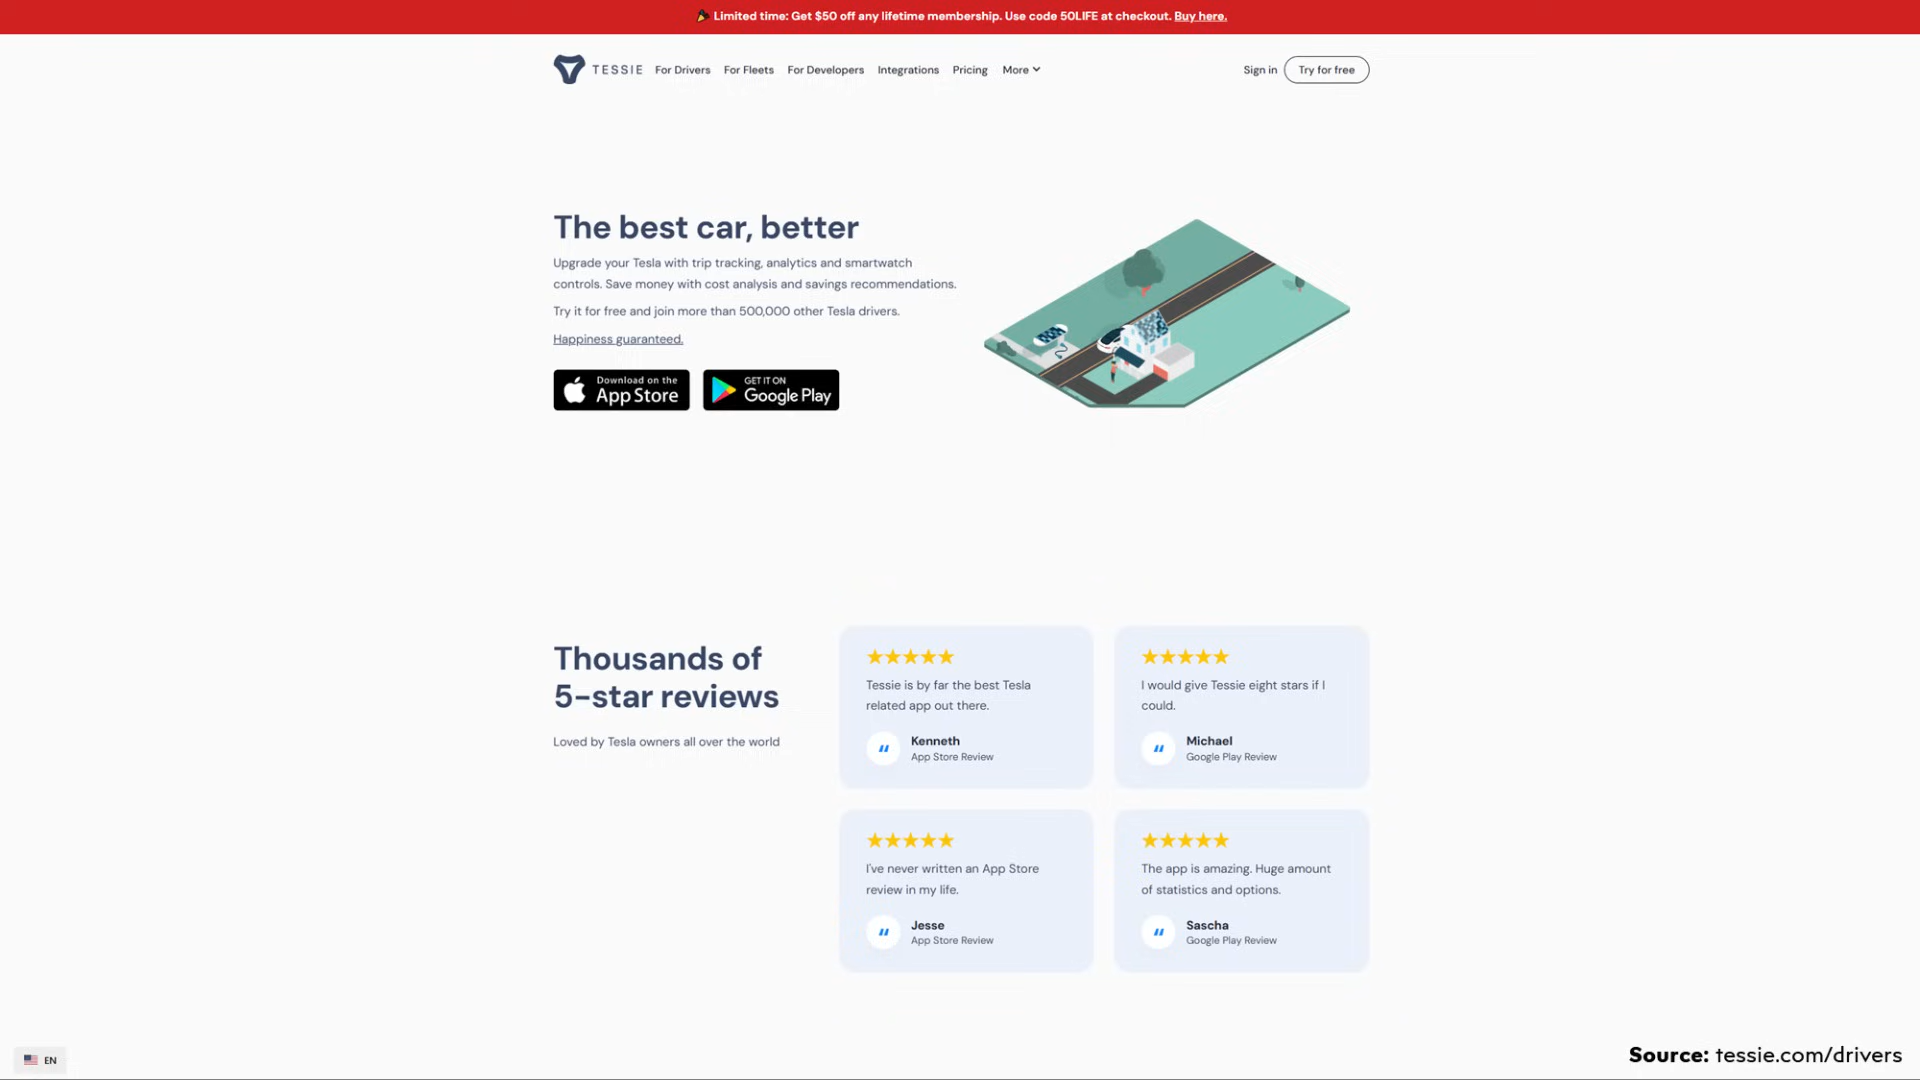 Limited time: Get $50 off any lifetime membership. Use code 50LIFE at checkout. Buy here.
TESSIE For Drivers For Fleets For Developers Integrations Pricing More Sign in Try for free
The best car, better
Upgrade your Tesla with trip tracking, analytics and smartwatch
controls. Save money with cost analysis and savings recommendations.
Try it for free and join more than 500,000 other Tesla drivers.
Happiness guaranteed.
Download on the
App Store
GET IT ON
Google Play
Thousands of
5-star reviews
Loved by Tesla owners all over the world
Tessie is by far the best Tesla
related app out there.
Kenneth
App Store Review
I would give Tessie eight stars if I
could.
Michael
Google Play Review
I've never written an App Store
review in my life.
Jesse
App Store Review
The app is amazing. Huge amount
of statistics and options.
Sascha
Google Play Review
EN
Source: tessie.com/drivers